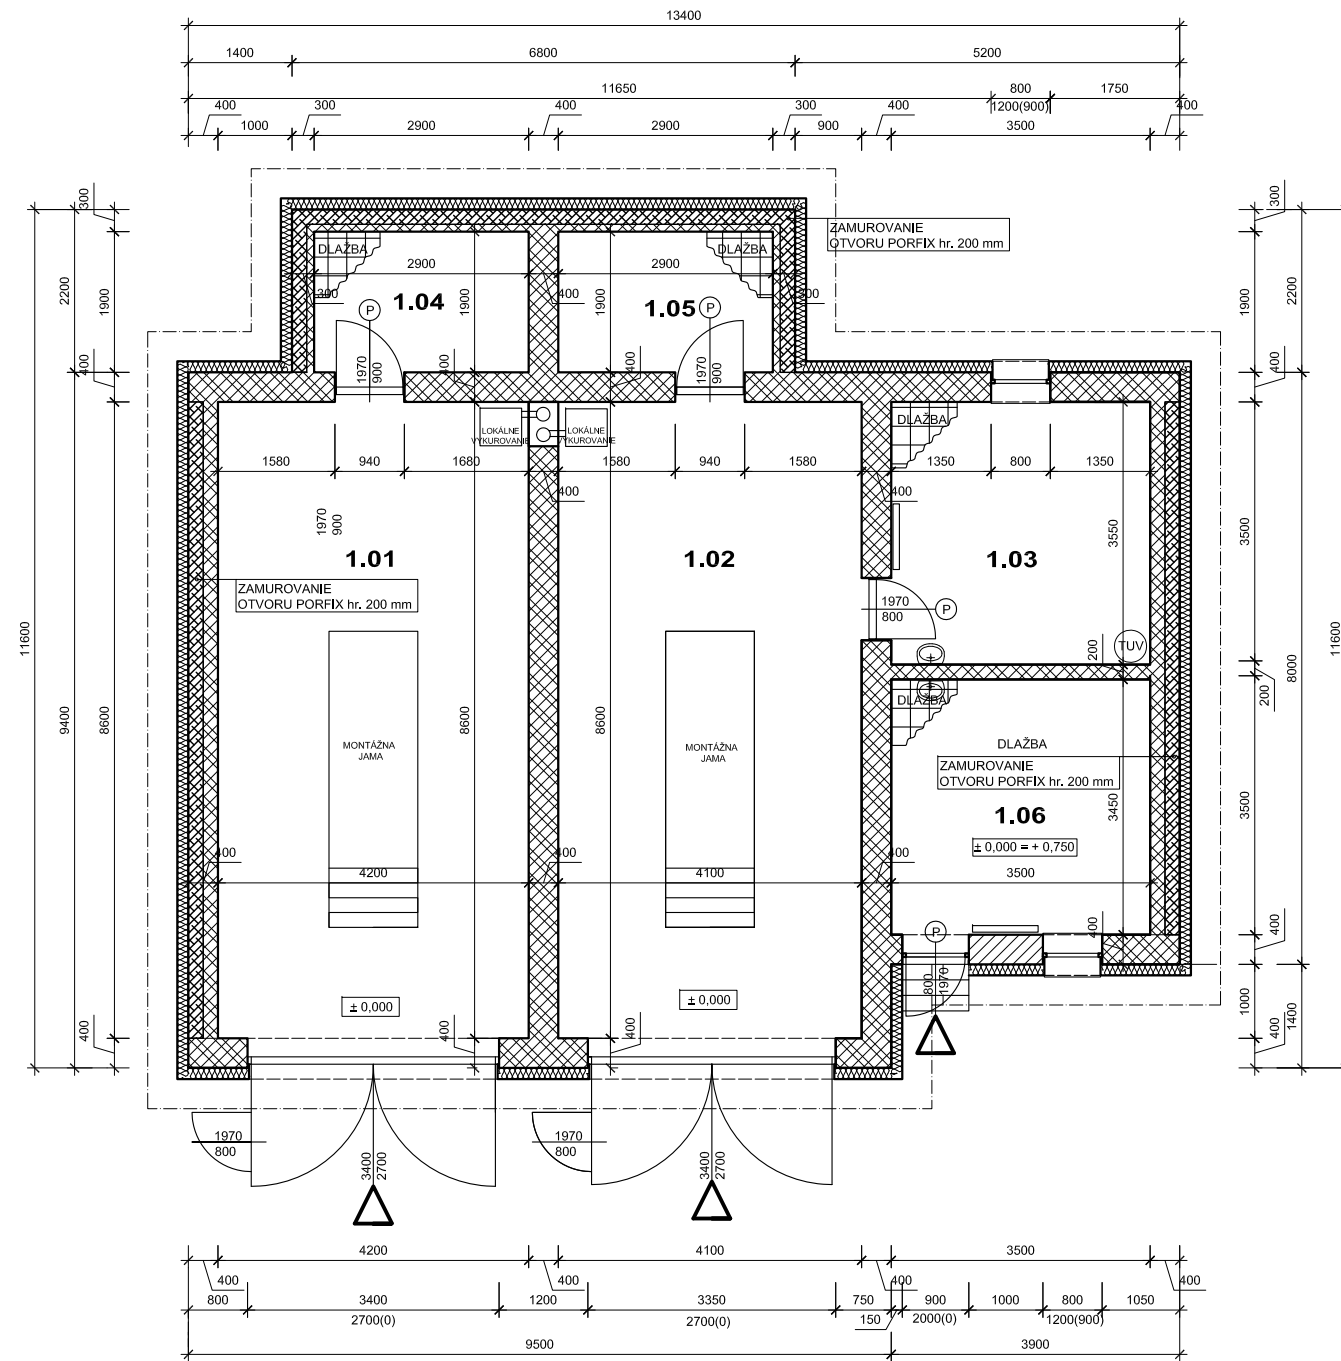 13400
1400 6800 5200
11650 800 1750
1200(900)
400 300 400 300 400 400
1000 2900 2900 900 3500
300
300
ZAMUROVANIE
OTVORU PORFIX hr. 200 mm
DLAŽBA DLAŽBA
2900 2900
300 400 300
1.04 1.05
P P
2200 1900 1900 1900 1900 2200
1970
900
1970
900
400 400 400 400
DLAŽBA
LOKÁLNE
VYKUROVANIE
LOKÁLNE
VYKUROVANIE
1580 940 1680 1580 940 1580 1350 800 1350
400 400
1970
900
3550 3500
1.01 1.02 1.03
ZAMUROVANIE
OTVORU PORFIX hr. 200 mm
1970
800
P
TUV
200
200
11600 11600
8000
DLAŽBA
9400 8600 8600 8600
MONTÁŽNA
JAMA
MONTÁŽNA
JAMA
DLAŽBA
ZAMUROVANIE
OTVORU PORFIX hr. 200 mm
3450 3500
1.06
± 0,000 = + 0,750
400 400 400
4200 4100 3500
P
400 400
800
1970
± 0,000 ± 0,000
1000 1400
400 400 400 400
1970
800
1970
800
3400
2700
3400
2700
4200 4100 3500
400 400 400 400
800 3400 1200 3350 750 150 900 1000 800 1050
2700(0) 2700(0) 2000(0) 1200(900)
9500 3900